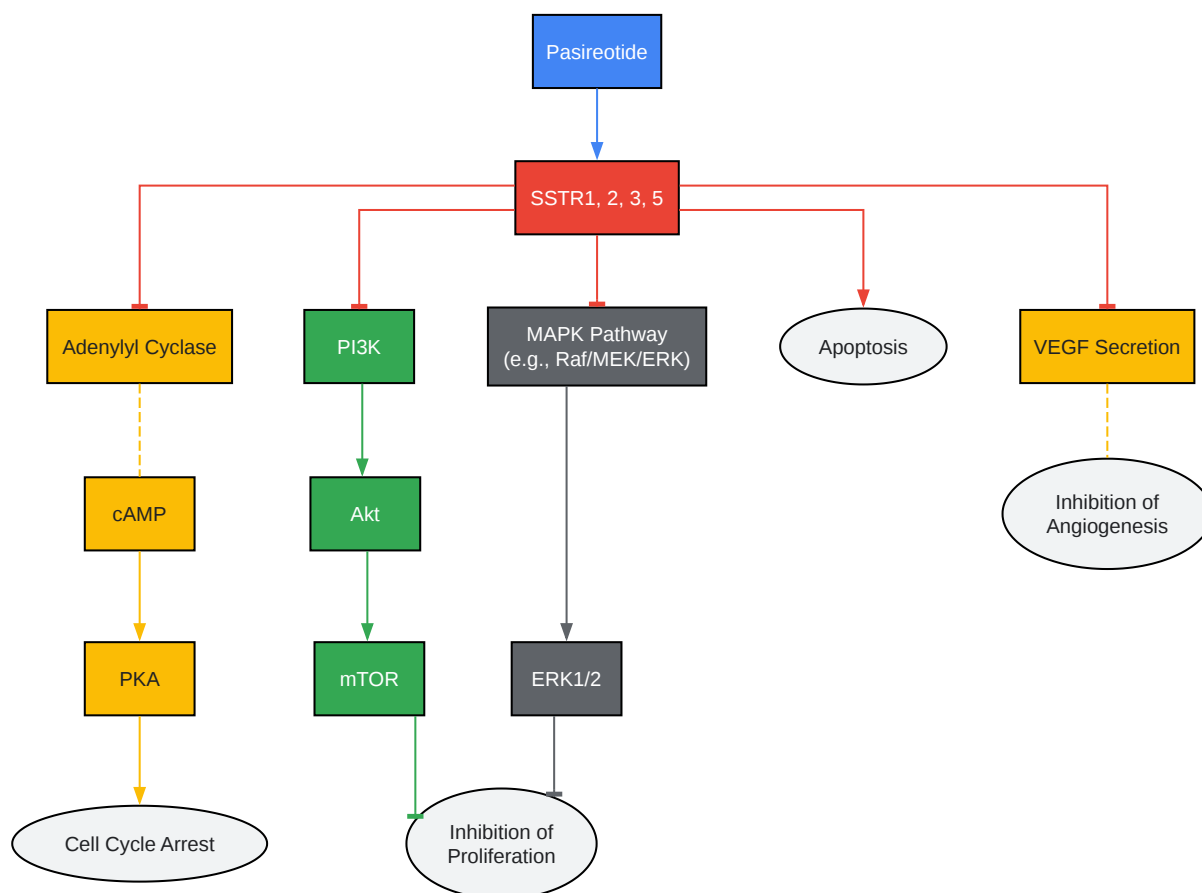 Pasireotide
SSTR1, 2, 3, 5
Adenylyl Cyclase
PI3K
MAPK Pathway
(e.g., Raf/MEK/ERK)
Apoptosis
VEGF Secretion
cAMP
Akt
Inhibition of
Angiogenesis
PKA
mTOR
ERK1/2
Cell Cycle Arrest
Inhibition of
Proliferation